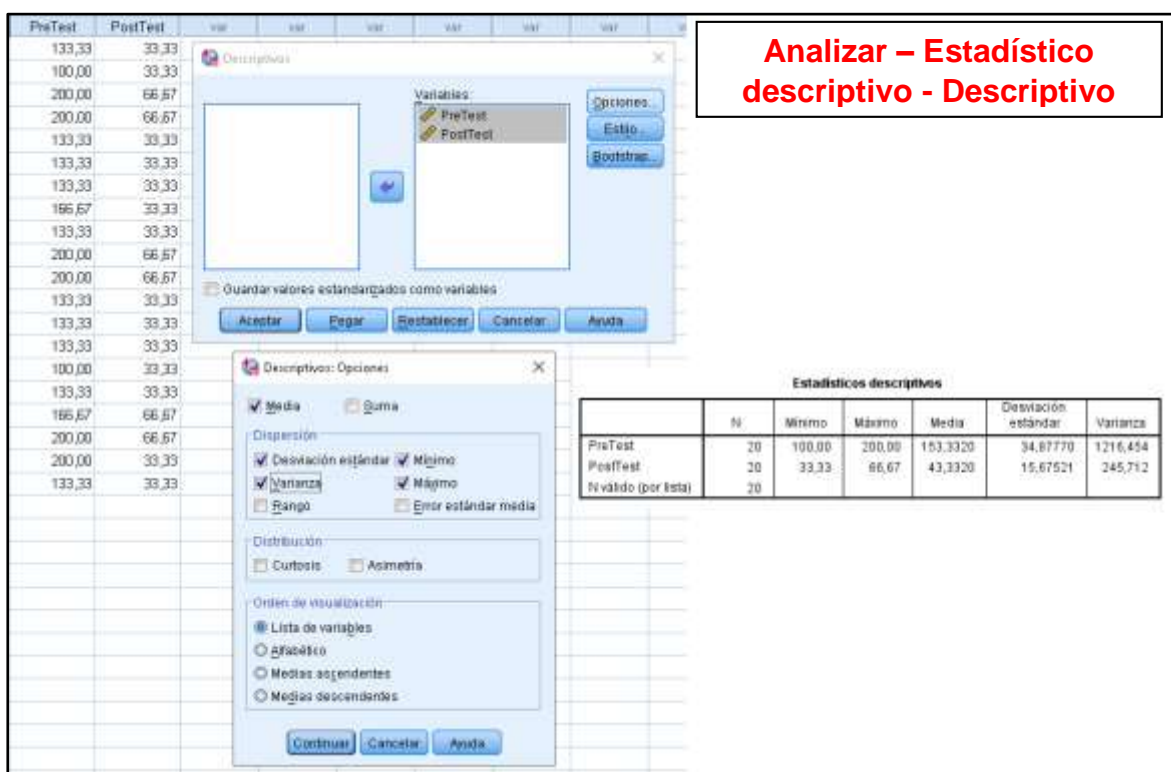 PreTest PostTest var var var var var
133,33 33,33
100,00 33,33
200,00 66,67
200,00 66,67
133,33 33,33
133,33 33,33
133,33 33,33
166,67 33,33
133,33 33,33
200,00 66,67
200,00 66,67
133,33 33,33
133,33 33,33
133,33 33,33
100,00 33,33
133,33 33,33
166,67 66,67
200,00 66,67
200,00 33,33
133,33 33,33
Analizar – Estadístico
descriptivo - Descriptivo
Descriptivos
Variables:
PreTest
PostTest
Opciones...
Estilo...
Bootstrap...
Guardar valores estandarizados como variables
Aceptar Pegar Restablecer Cancelar Ayuda
Descriptivos: Opciones
Media Suma
Dispersión
Desviación estándar Mínimo
Varianza Máximo
Rango Error estándar media
Distribución
Curtosis Asimetría
Orden de visualización
Lista de variables
Alfabético
Medias ascendentes
Medias descendentes
Continuar Cancelar Ayuda
Estadísticos descriptivos
N Mínimo Máximo Media Desviación estándar Varianza
PreTest 20 100,00 200,00 153,3320 34,87770 1216,454
PostTest 20 33,33 66,67 43,3320 15,67521 245,712
N válido (por lista) 20